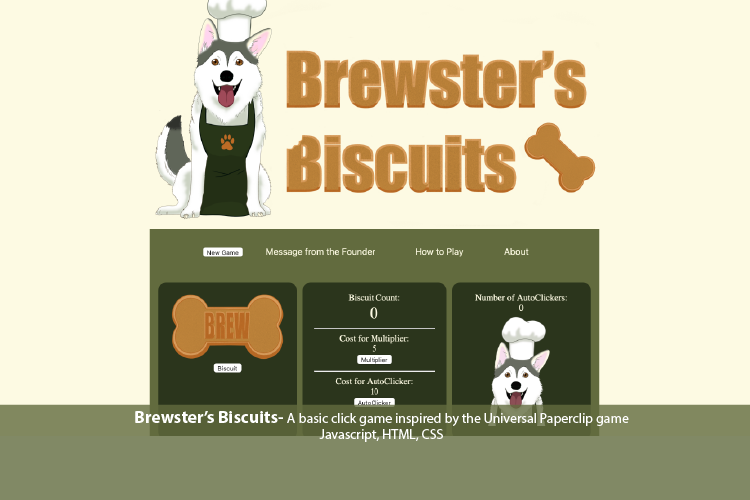 Brewster's
Biscuits
New Game
Message from the Founder
How to Play
About
BREW
Biscuit
Biscuit Count:
0
Cost for Multiplier:
5
Multiplier
Cost for AutoClicker:
10
AutoClicker
Number of AutoClickers:
0
Brewster's Biscuits- A basic click game inspired by the Universal Paperclip game
Javascript, HTML, CSS